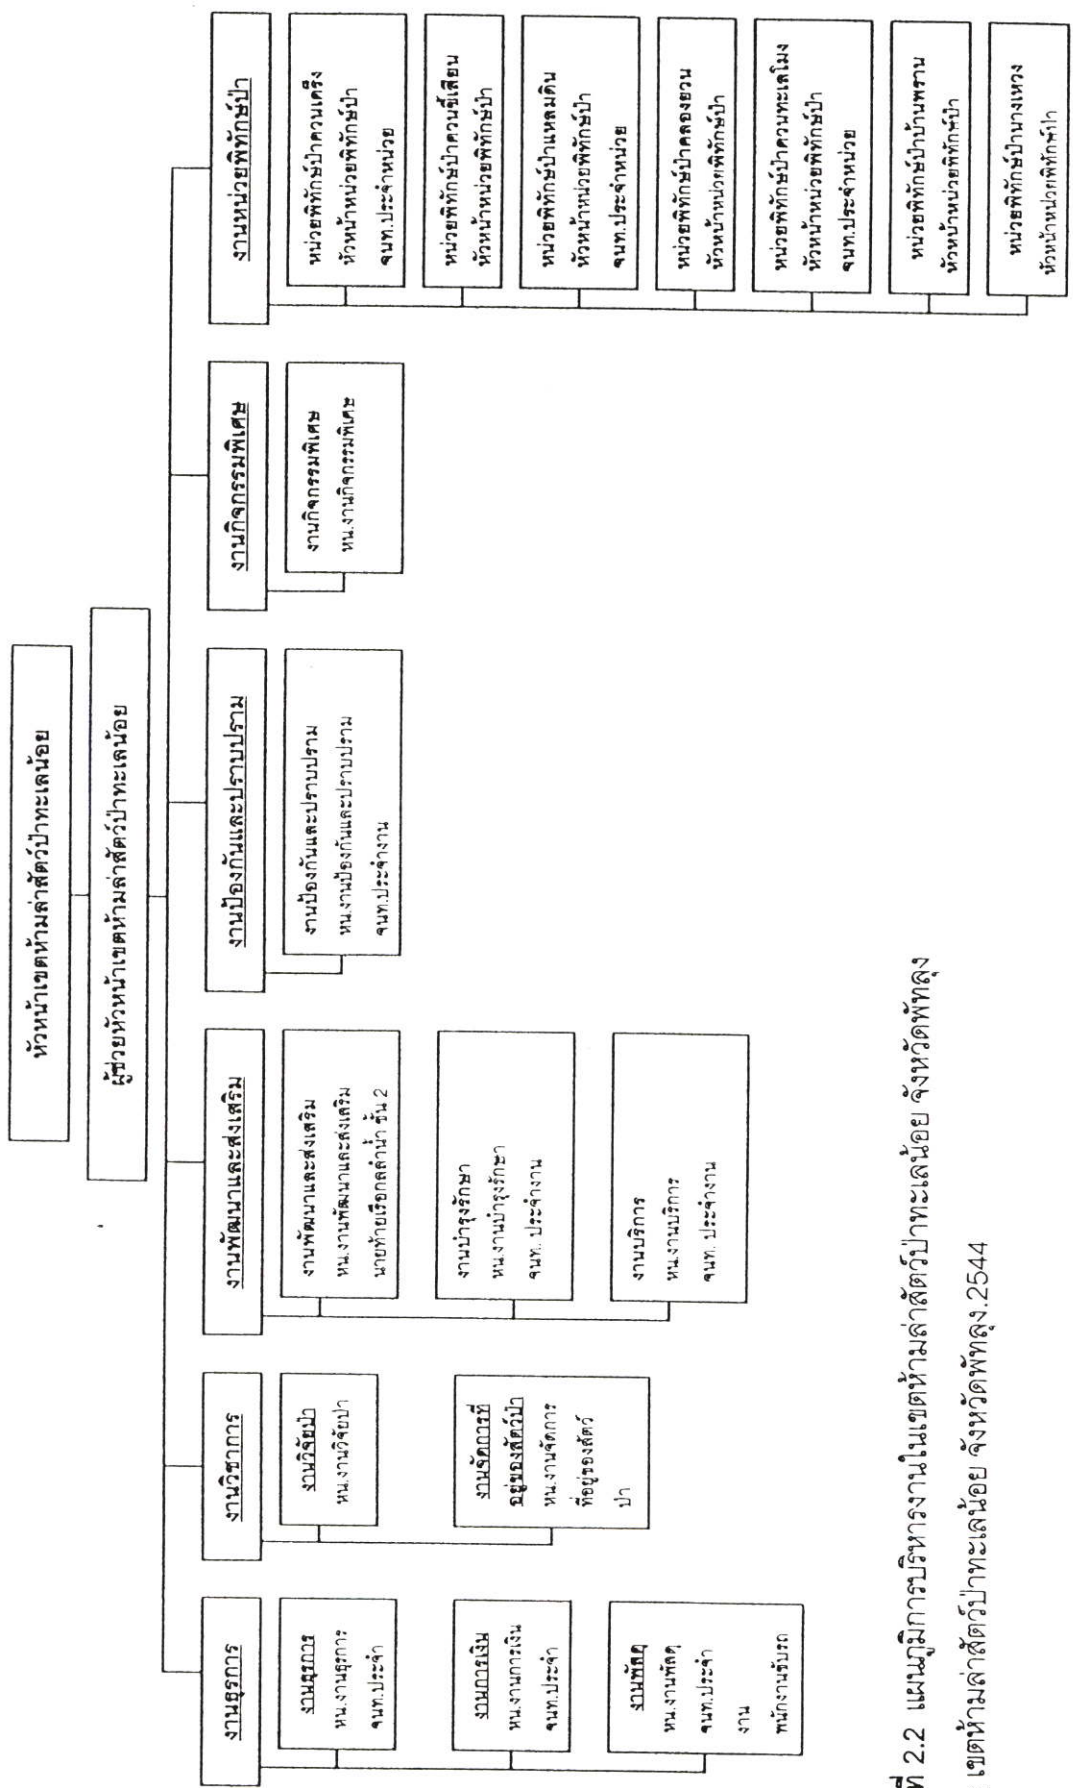 หัวหน้าเขตห้ามล่าสัตว์ป่าทะเลน้อย
ผู้ช่วยหัวหน้าเขตห้ามล่าสัตว์ป่าทะเลน้อย
งานธุรการ
งานธุรการ
หน.งานธุรการ
จนท.ประจำ
งานการเงิน
หน.งานการเงิน
จนท.ประจำ
งานพัสดุ
หน.งานพัสดุ
จนท.ประจำ
งาน
พนักงานขับรถ
งานวิชาการ
งานวิจัยป่า
หน.งานวิจัยป่า
งานจัดการที่
อยู่ของสัตว์ป่า
หน.งานจัดการ
ที่อยู่ของสัตว์
ป่า
งานพัฒนาและส่งเสริม
งานพัฒนาและส่งเสริม
หน.งานพัฒนาและส่งเสริม
นายท้ายเรือกลลำน้ำ ชั้น 2
งานบำรุงรักษา
หน.งานบำรุงรักษา
จนท. ประจำงาน
งานบริการ
หน.งานบริการ
จนท. ประจำงาน
งานป้องกันและปราบปราม
งานป้องกันและปราบปราม
หน.งานป้องกันและปราบปราม
จนท.ประจำงาน
งานกิจกรรมพิเศษ
งานกิจกรรมพิเศษ
หน.งานกิจกรรมพิเศษ
งานหน่วยพิทักษ์ป่า
หน่วยพิทักษ์ป่าควนเคร็ง
หัวหน้าหน่วยพิทักษ์ป่า
จนท.ประจำหน่วย
หน่วยพิทักษ์ป่าควนขี้เสียน
หัวหน้าหน่วยพิทักษ์ป่า
หน่วยพิทักษ์ป่าแหลมดิน
หัวหน้าหน่วยพิทักษ์ป่า
จนท.ประจำหน่วย
หน่วยพิทักษ์ป่าคลองยวน
หัวหน้าหน่วยพิทักษ์ป่า
หน่วยพิทักษ์ป่าควนทะเลโมง
หัวหน้าหน่วยพิทักษ์ป่า
จนท.ประจำหน่วย
หน่วยพิทักษ์ป่าบ้านพราน
หัวหน้าหน่วยพิทักษ์ป่า
หน่วยพิทักษ์ป่านางเหวง
หัวหน้าหน่วยพิทักษ์ป่า
ที่ 2.2 แผนภูมิการบริหารงานในเขตห้ามล่าสัตว์ป่าทะเลน้อย จังหวัดพัทลุง
เขตห้ามล่าสัตว์ป่าทะเลน้อย จังหวัดพัทลุง.2544